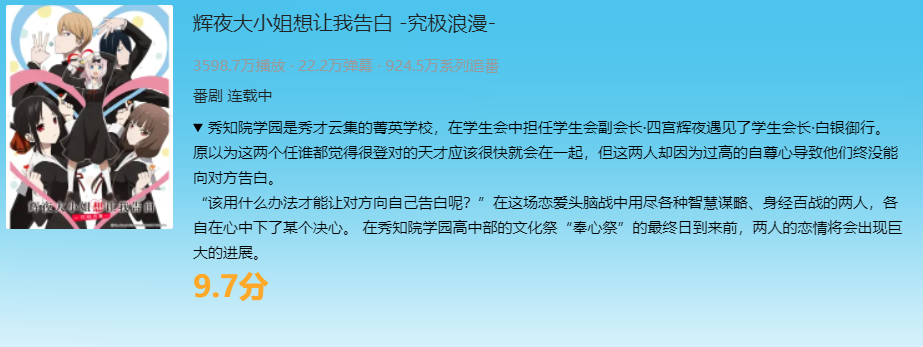 辉夜大小姐想让我告白 -究极浪漫-
3598.7万播放 · 22.2万弹幕 · 924.5万系列追番
番剧 连载中
▼ 秀知院学园是秀才云集的菁英学校，在学生会中担任学生会副会长·四宫辉夜遇见了学生会长·白银御行。
原以为这两个任谁都觉得很登对的天才应该很快就会在一起，但这两人却因为过高的自尊心导致他们终没能
向对方告白。
“该用什么办法才能让对方向自己告白呢？”在这场恋爱头脑战中用尽各种智慧谋略、身经百战的两人，各
自在心中下了某个决心。 在秀知院学园高中部的文化祭“奉心祭”的最终日到来前，两人的恋情将会出现巨
大的进展。
9.7分
辉夜大小姐想让我告白